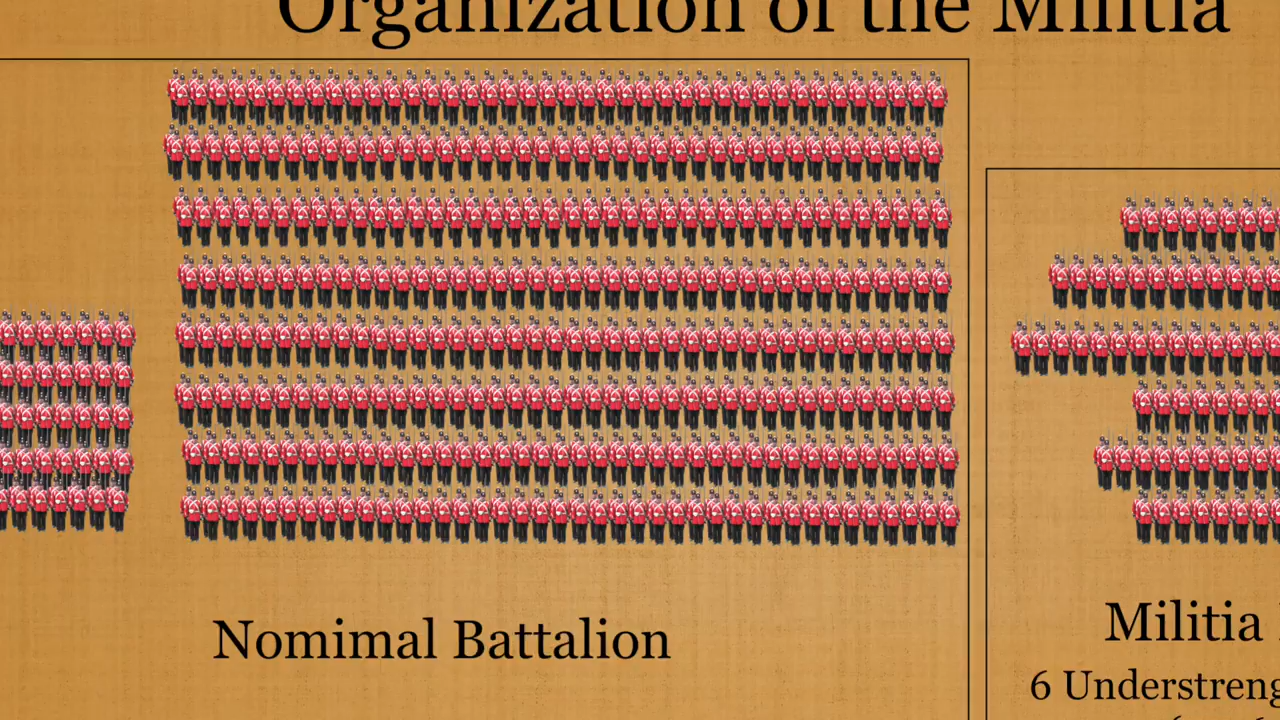 Organization of the Militia
Nomimal Battalion
Militia
6 Understreng